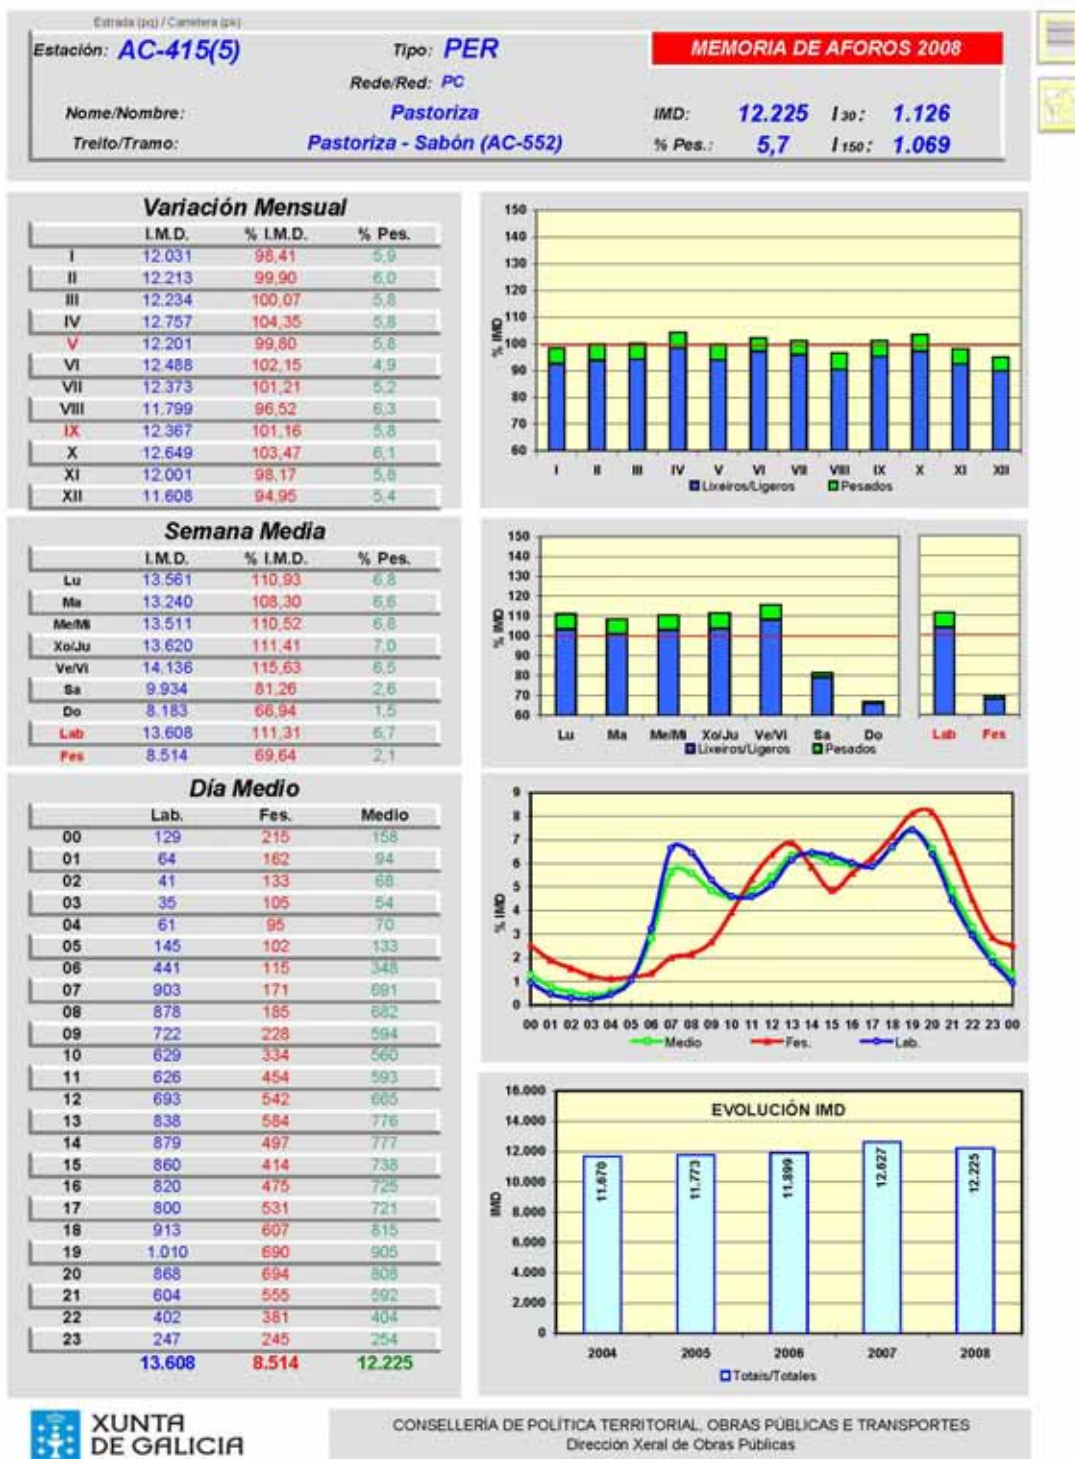 Estrada (pq) / Carretera (pk)
Estación: AC-415(5) Tipo: PER MEMORIA DE AFOROS 2008
Rede/Red: PC
Nome/Nombre: Pastoriza IMD: 12.225 I 30: 1.126
Treito/Tramo: Pastoriza - Sabón (AC-552) % Pes.: 5,7 I 150: 1.069
Variación Mensual
I.M.D. % I.M.D. % Pes.
I 12.031 98,41 5,9
II 12.213 99,90 6,0
III 12.234 100,07 5,8
IV 12.757 104,35 5,8
V 12.201 99,80 5,8
VI 12.488 102,15 4,9
VII 12.373 101,21 5,2
VIII 11.799 96,52 6,3
IX 12.367 101,16 5,8
X 12.649 103,47 6,1
XI 12.001 98,17 5,8
XII 11.608 94,95 5,4
150
140
130
120
110
100
90
80
70
60
% IMD
I II III IV V VI VII VIII IX X XI XII
Lixeiros/Ligeros Pesados
Semana Media
I.M.D. % I.M.D. % Pes.
Lu 13.561 110,93 6,8
Ma 13.240 108,30 6,6
Me/Mi 13.511 110,52 6,8
Xo/Ju 13.620 111,41 7,0
Ve/Vi 14.136 115,63 6,5
Sa 9.934 81,26 2,6
Do 8.183 66,94 1,5
Lab 13.608 111,31 6,7
Fes 8.514 69,64 2,1
150
140
130
120
110
100
90
80
70
60
% IMD
Lu Ma Me/Mi Xo/Ju Ve/Vi Sa Do Lab Fes
Lixeiros/Ligeros Pesados
Día Medio
Lab. Fes. Medio
00 129 215 158
01 64 162 94
02 41 133 68
03 35 105 54
04 61 95 70
05 145 102 133
06 441 115 348
07 903 171 691
08 878 185 682
09 722 228 594
10 629 334 560
11 626 454 593
12 693 542 665
13 838 584 776
14 879 497 777
15 860 414 738
16 820 475 725
17 800 531 721
18 913 607 815
19 1.010 690 905
20 868 694 808
21 604 555 592
22 402 381 404
23 247 245 254
13.608 8.514 12.225
9
8
7
6
5
4
3
2
1
0
% IMD
00 01 02 03 04 05 06 07 08 09 10 11 12 13 14 15 16 17 18 19 20 21 22 23 00
Medio Fes. Lab.
EVOLUCIÓN IMD
16.000
14.000
12.000
10.000
8.000
6.000
4.000
2.000
0
IMD
11.670 11.773 11.899 12.627 12.225
2004 2005 2006 2007 2008
Totais/Totales
XUNTA
DE GALICIA
CONSELLERÍA DE POLÍTICA TERRITORIAL, OBRAS PÚBLICAS E TRANSPORTES
Dirección Xeral de Obras Públicas